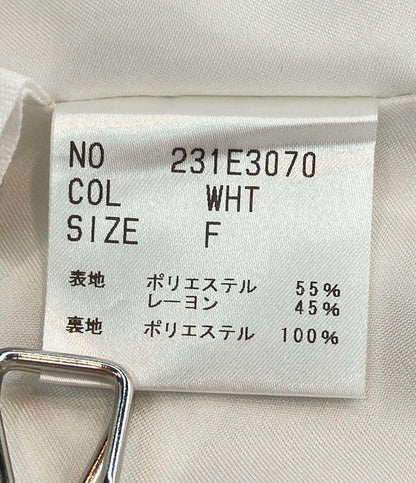 NO 231E3070
COL WHT
SIZE F
表地 ポリエステル 55%
レーヨン 45%
裏地 ポリエステル 100%